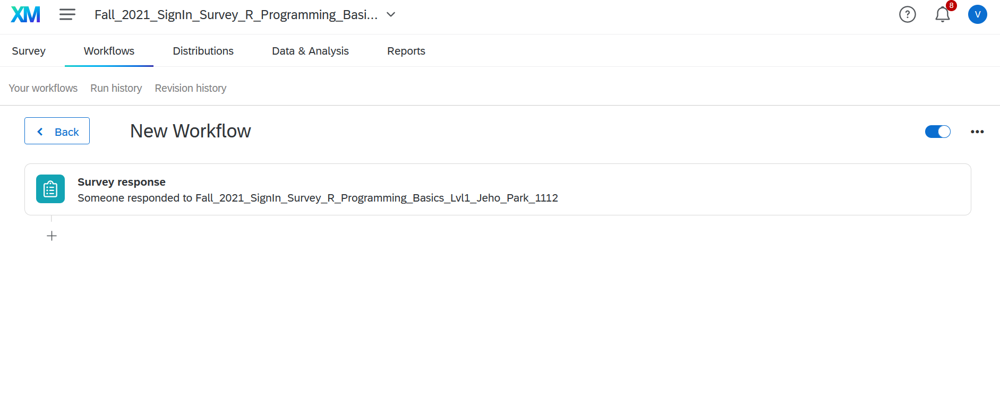 XM
Fall_2021_SignIn_Survey_R_Programming_Basi...
?
8
V
Survey
Workflows
Distributions
Data & Analysis
Reports
Your workflows
Run history
Revision history
Back
New Workflow
Survey response
Someone responded to Fall_2021_SignIn_Survey_R_Programming_Basics_Lvl1_Jeho_Park_1112